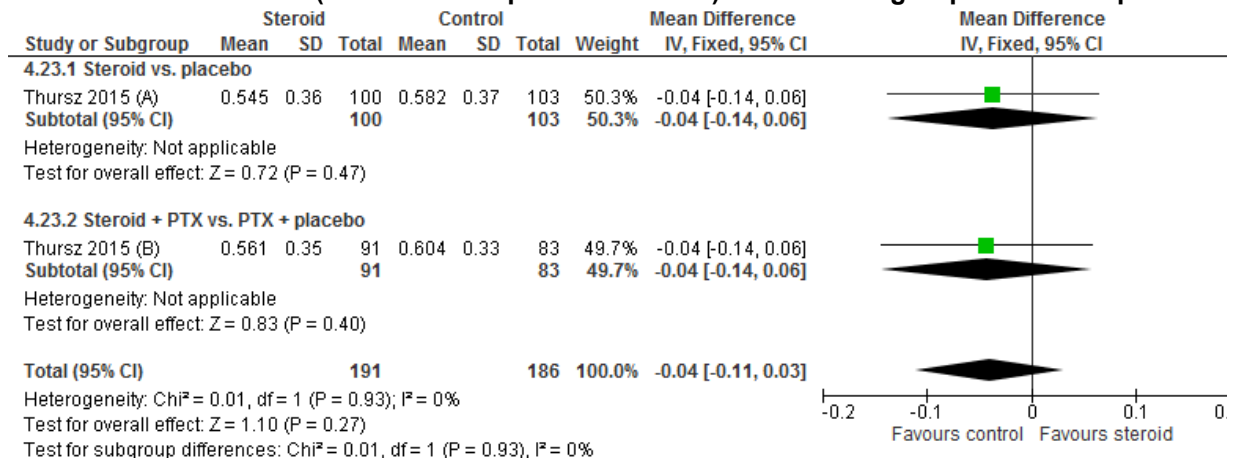 Steroid Control Mean Difference Mean Difference
Study or Subgroup Mean SD Total Mean SD Total Weight IV, Fixed, 95% CI IV, Fixed, 95% CI
4.23.1 Steroid vs. placebo
Thursz 2015 (A) 0.545 0.36 100 0.582 0.37 103 50.3% -0.04 [-0.14, 0.06]
Subtotal (95% CI) 100 103 50.3% -0.04 [-0.14, 0.06]
Heterogeneity: Not applicable
Test for overall effect: Z = 0.72 (P = 0.47)
4.23.2 Steroid + PTX vs. PTX + placebo
Thursz 2015 (B) 0.561 0.35 91 0.604 0.33 83 49.7% -0.04 [-0.14, 0.06]
Subtotal (95% CI) 91 83 49.7% -0.04 [-0.14, 0.06]
Heterogeneity: Not applicable
Test for overall effect: Z = 0.83 (P = 0.40)
Total (95% CI) 191 186 100.0% -0.04 [-0.11, 0.03]
Heterogeneity: Chi² = 0.01, df = 1 (P = 0.93); I² = 0%
Test for overall effect: Z = 1.10 (P = 0.27)
Test for subgroup differences: Chi² = 0.01, df = 1 (P = 0.93), I² = 0%
-0.2 -0.1 0 0.1 0.
Favours control Favours steroid